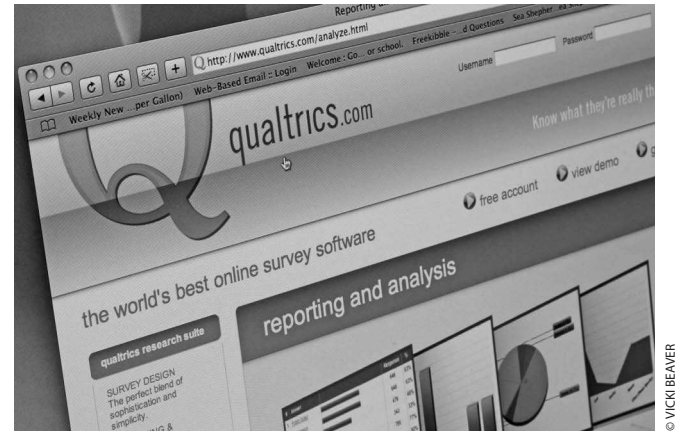 Reporting
http://www.qualtrics.com/analyze.html
Weekly New ...per Gallon) Web-Based Email :: Login Welcome : Go... or school. Freekibble - ...d Questions Sea Shepher
Username Password
Qualtrics.com
Know what they're really
free account view demo
the world's best online survey software
reporting and analysis
qualtrics research suite
SURVEY DESIGN
The perfect blend of
sophistication and
simplicity.
© VICKI BEAVER